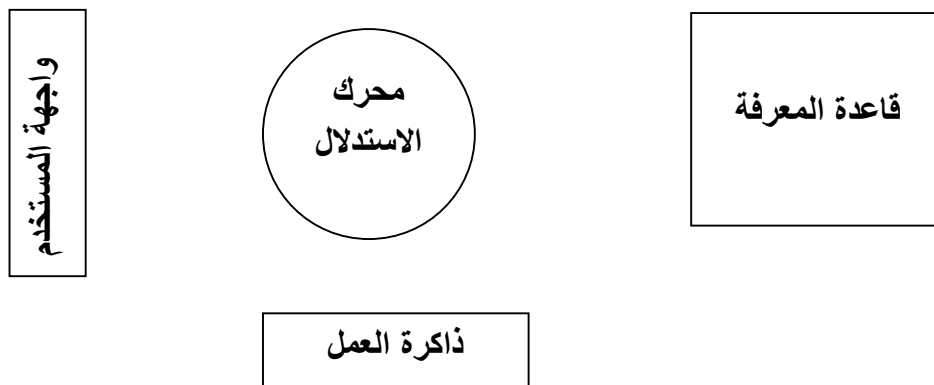 قاعدة المعرفة
محرك
الاستدلال
واجهة المستخدم
ذاكرة العمل